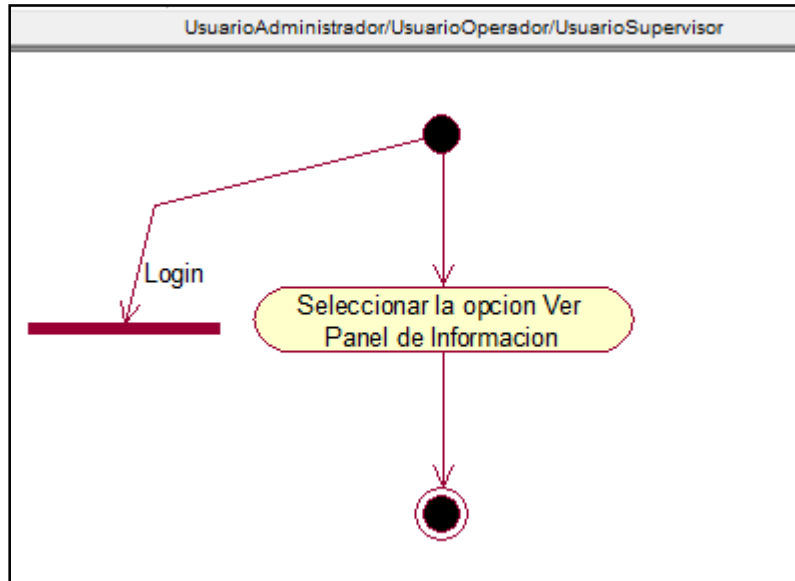 UsuarioAdministrador/UsuarioOperador/UsuarioSupervisor
Login
Seleccionar la opcion Ver
Panel de Informacion